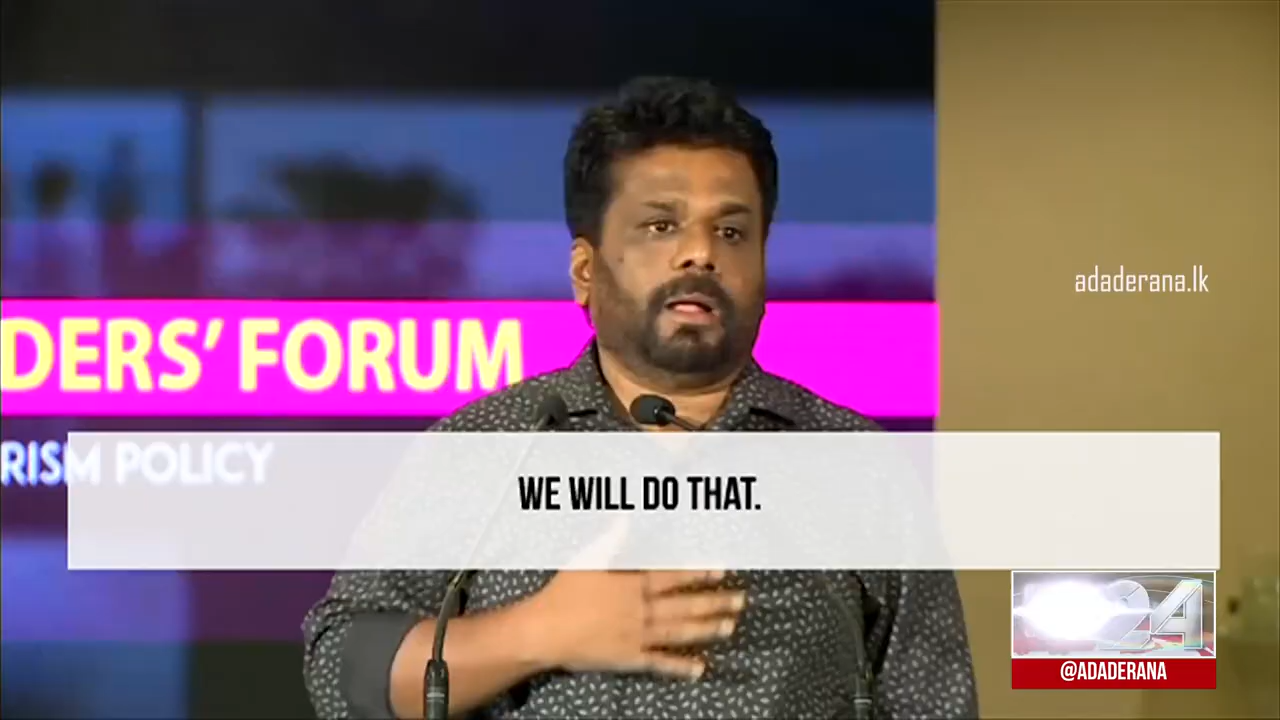 adaderana.lk
DERS' FORUM
RISM POLICY
WE WILL DO THAT.
24
@ADADERANA